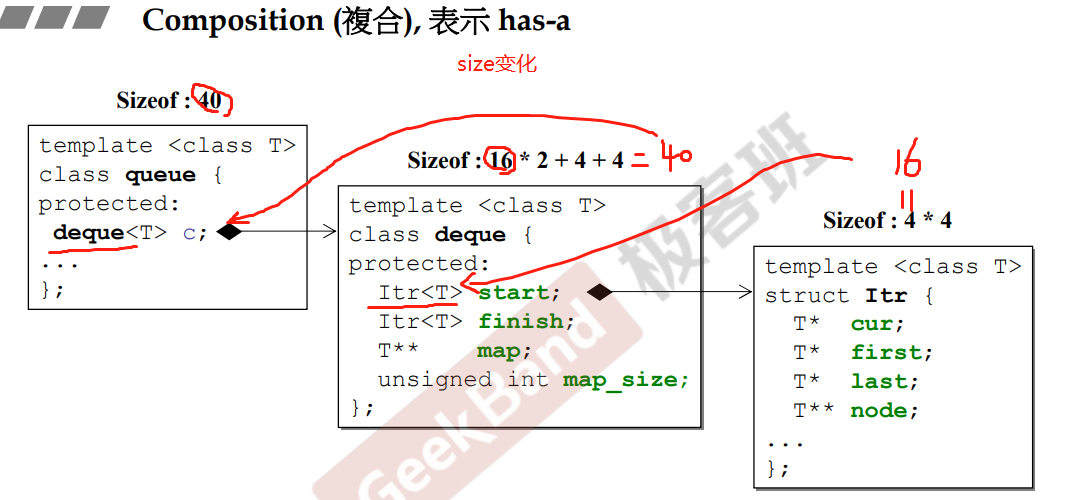 Composition (複合), 表示 has-a
size变化
Sizeof : 40
template <class T>
class queue {
protected:
deque<T> c;
...
};
Sizeof : 16 * 2 + 4 + 4 = 40
template <class T>
class deque {
protected:
Itr<T> start;
Itr<T> finish;
T** map;
unsigned int map_size;
};
16
=
Sizeof : 4 * 4
template <class T>
struct Itr {
T* cur;
T* first;
T* last;
T** node;
...
};
GeekBand 极客班